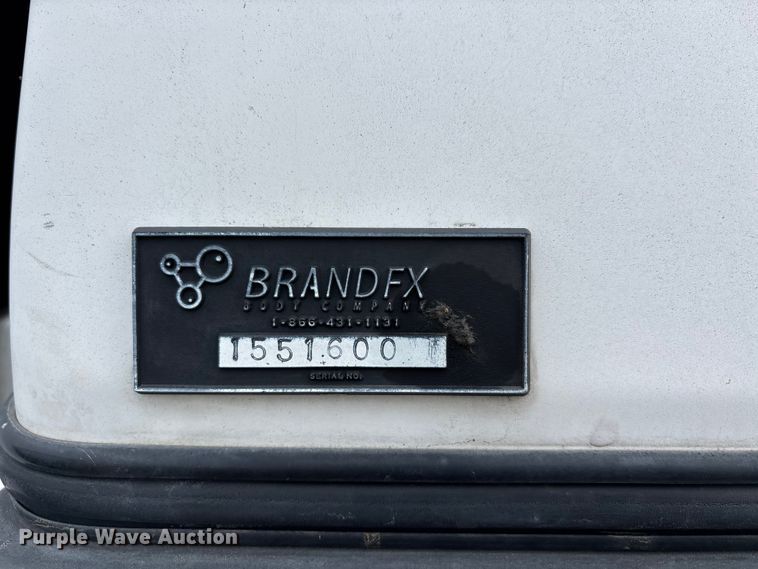 BRANDFX
BODY COMPANY
1-866-431-1131
1551600
SERIAL NO.
Purple Wave Auction